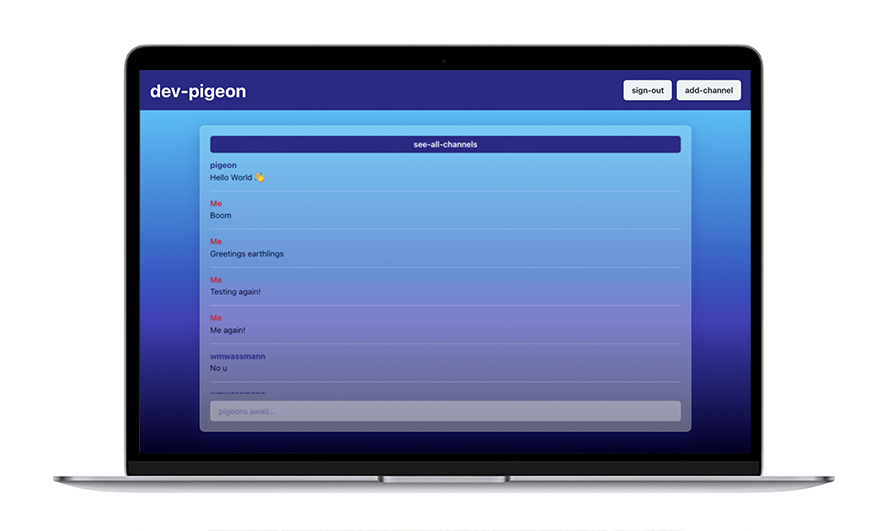 dev-pigeon
sign-out
add-channel
see-all-channels
pigeon
Hello World 👋
Me
Boom
Me
Greetings earthlings
Me
Testing again!
Me
Me again!
wmwassmann
No u
pigeons await...